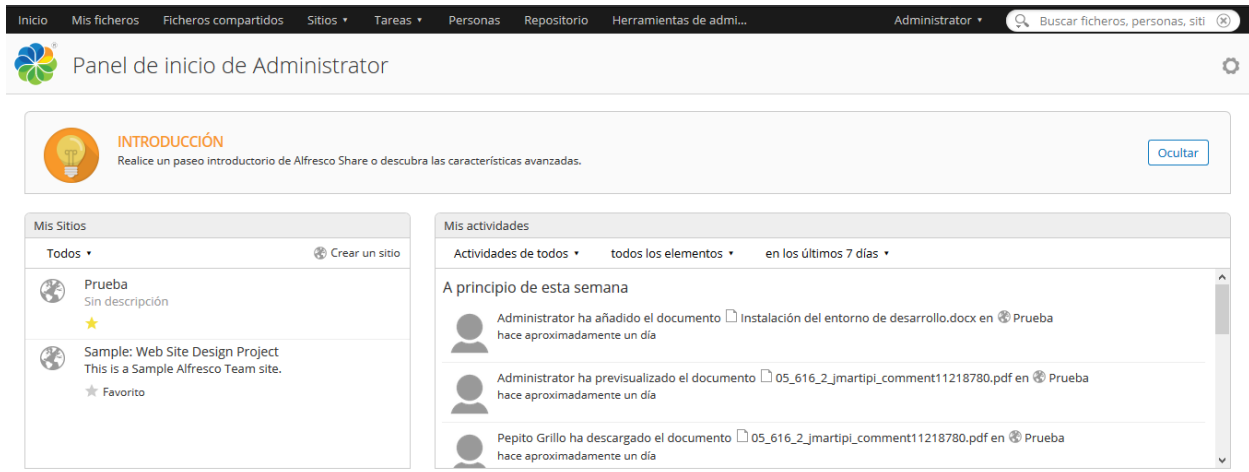 Inicio Mis ficheros Ficheros compartidos Sitios Tareas Personas Repositorio Herramientas de admi... Administrator Buscar ficheros, personas, siti
Panel de inicio de Administrator
INTRODUCCIÓN
Realice un paseo introductorio de Alfresco Share o descubra las características avanzadas.
Ocultar
Mis Sitios
Todos Crear un sitio
Prueba
Sin descripción
Sample: Web Site Design Project
This is a Sample Alfresco Team site.
Favorito
Mis actividades
Actividades de todos todos los elementos en los últimos 7 días
A principio de esta semana
Administrator ha añadido el documento Instalación del entorno de desarrollo.docx en Prueba
hace aproximadamente un día
Administrator ha previsualizado el documento 05_616_2_jmartipi_comment11218780.pdf en Prueba
hace aproximadamente un día
Pepito Grillo ha descargado el documento 05_616_2_jmartipi_comment11218780.pdf en Prueba
hace aproximadamente un día